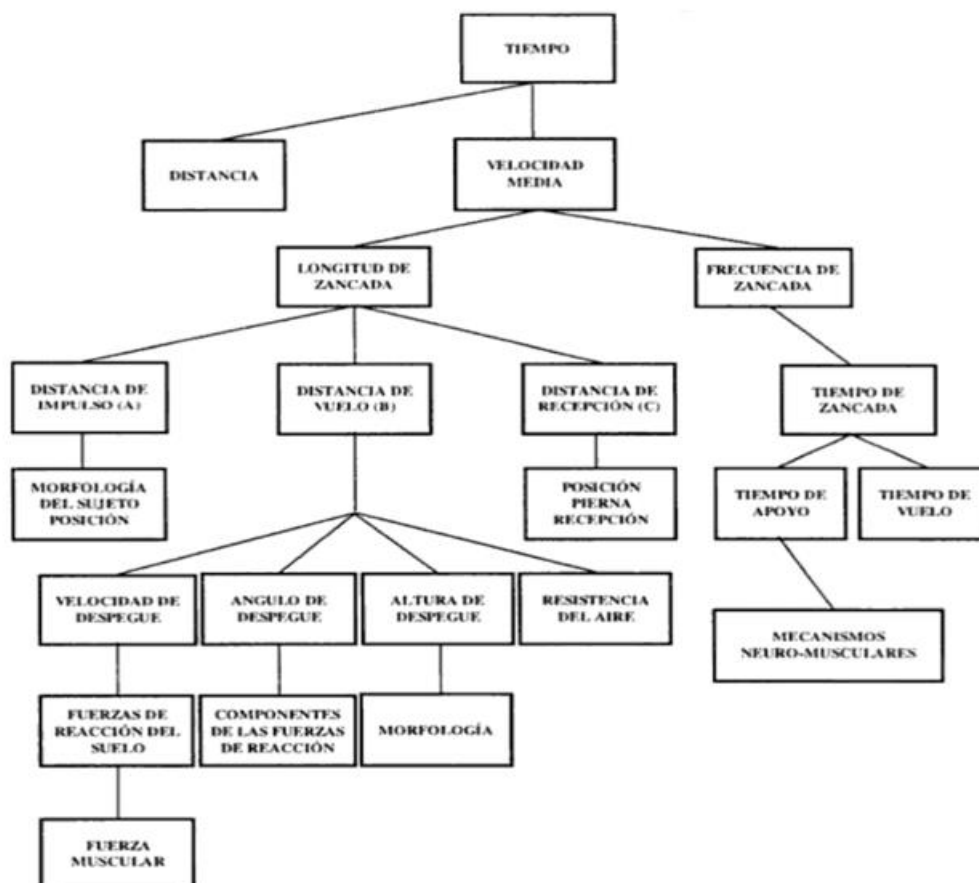 TIEMPO
DISTANCIA
VELOCIDAD
MEDIA
LONGITUD DE
ZANCADA
FRECUENCIA DE
ZANCADA
DISTANCIA DE
IMPULSO (A)
DISTANCIA DE
VUELO (B)
DISTANCIA DE
RECEPCIÓN (C)
TIEMPO DE
ZANCADA
MORFOLOGÍA
DEL SUJETO
POSICIÓN
POSICIÓN
PIERNA
RECEPCIÓN
TIEMPO DE
APOYO
TIEMPO DE
VUELO
VELOCIDAD DE
DESPEGUE
ANGULO DE
DESPEGUE
ALTURA DE
DESPEGUE
RESISTENCIA
DEL AIRE
MECANISMOS
NEURO-MUSCULARES
FUERZAS DE
REACCIÓN DEL
SUELO
COMPONENTES
DE LAS FUERZAS
DE REACCIÓN
MORFOLOGÍA
FUERZA
MUSCULAR